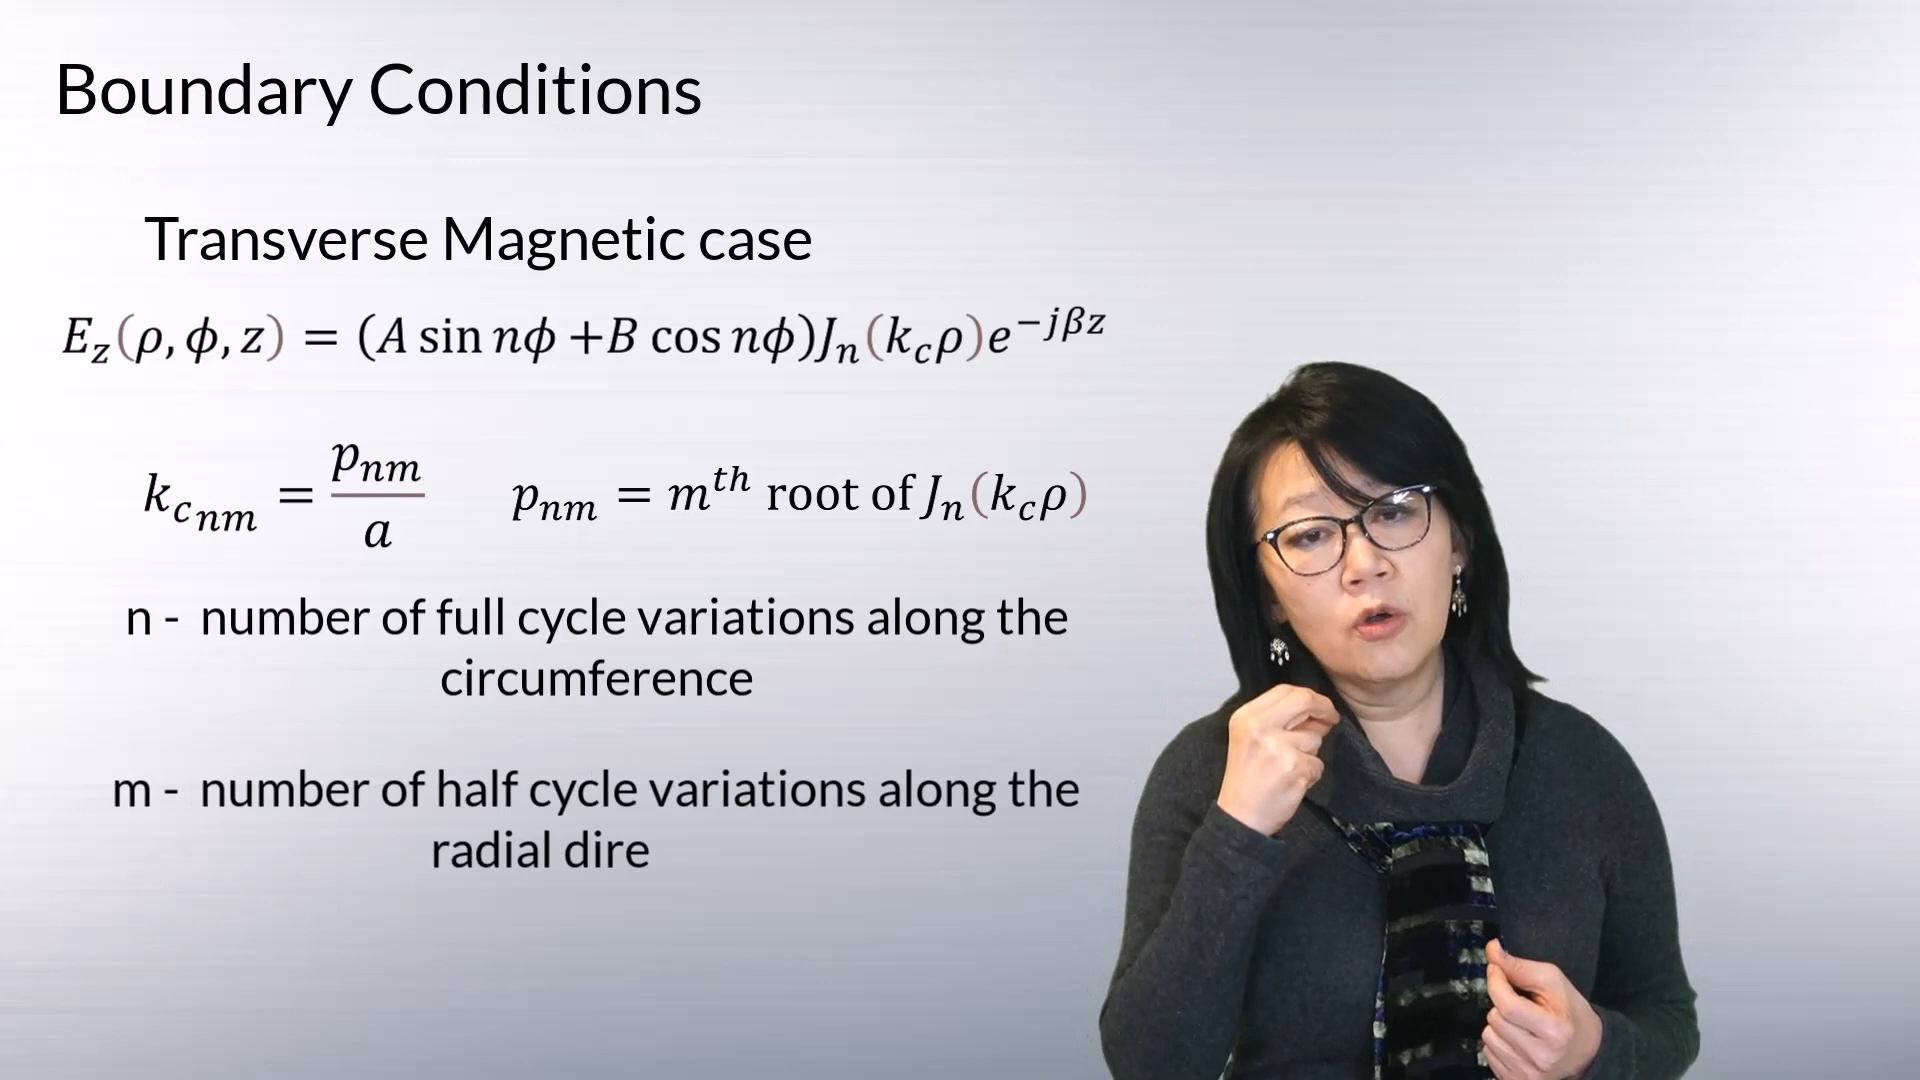 Boundary Conditions
Transverse Magnetic case
E_z(ρ, ϕ, z) = (A sin nϕ +B cos nϕ)J_n(k_cρ)e^{−jβz}
k_{c_{nm}} = p_{nm}/a    p_{nm} = m^{th} root of J_n(k_cρ)
n - number of full cycle variations along the
circumference
m - number of half cycle variations along the
radial dire